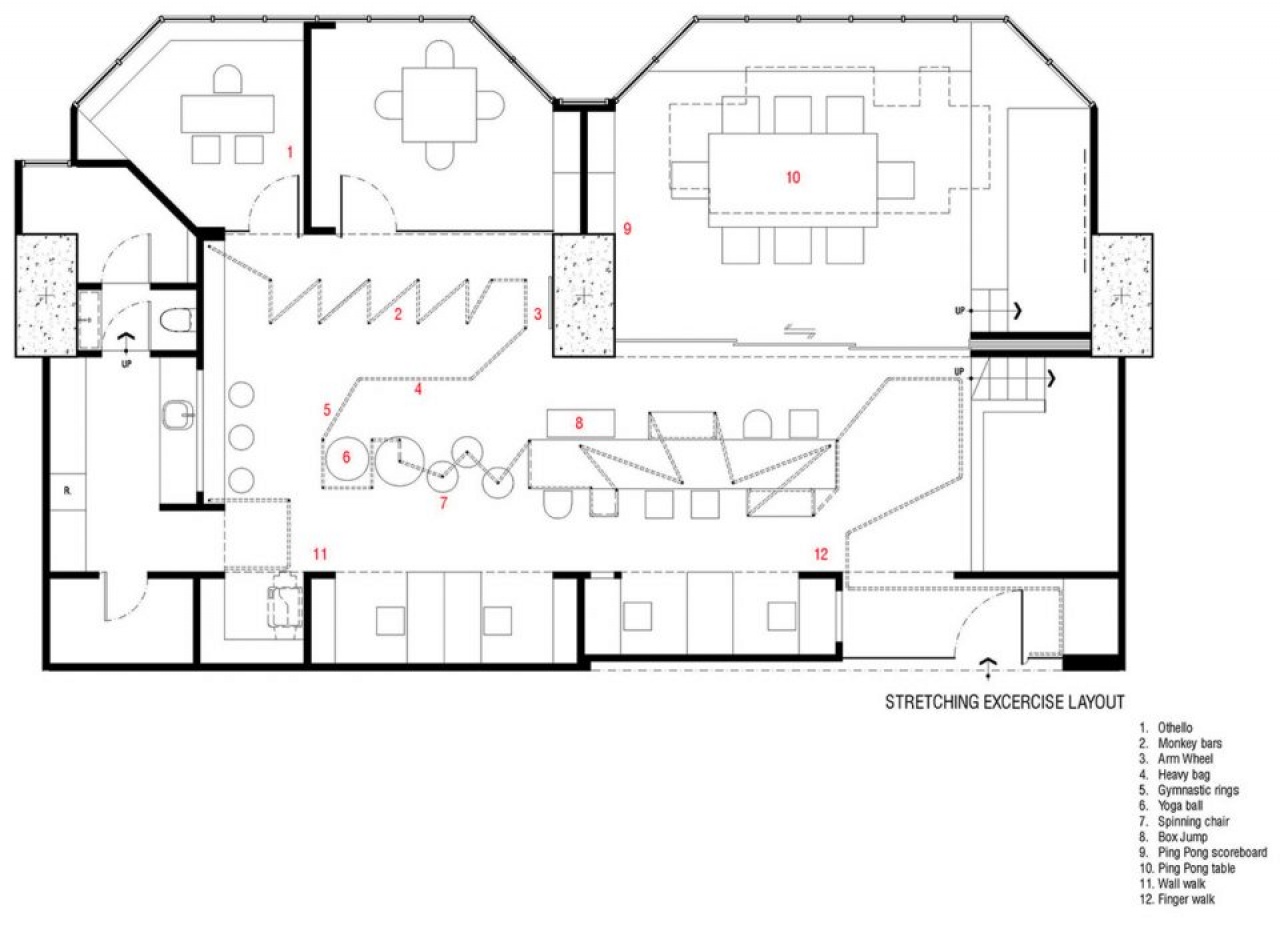 1
10
9
2
3
UP
UP
UP
4
5
8
6
R.
7
11
12
STRETCHING EXCERCISE LAYOUT
1. Othello
2. Monkey bars
3. Arm Wheel
4. Heavy bag
5. Gymnastic rings
6. Yoga ball
7. Spinning chair
8. Box Jump
9. Ping Pong scoreboard
10. Ping Pong table
11. Wall walk
12. Finger walk